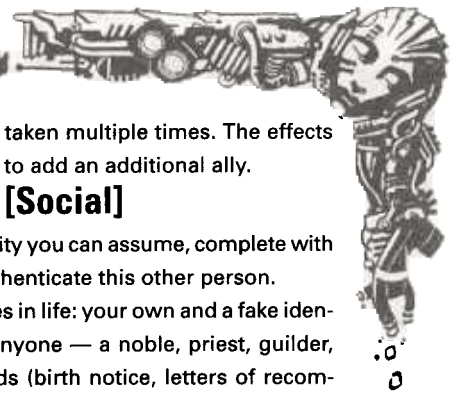 taken multiple times. The effects
to add an additional ally.
[Social]
ity you can assume, complete with
henticate this other person.
es in life: your own and a fake iden-
nyone — a noble, priest, guilder,
ds (birth notice, letters of recom-